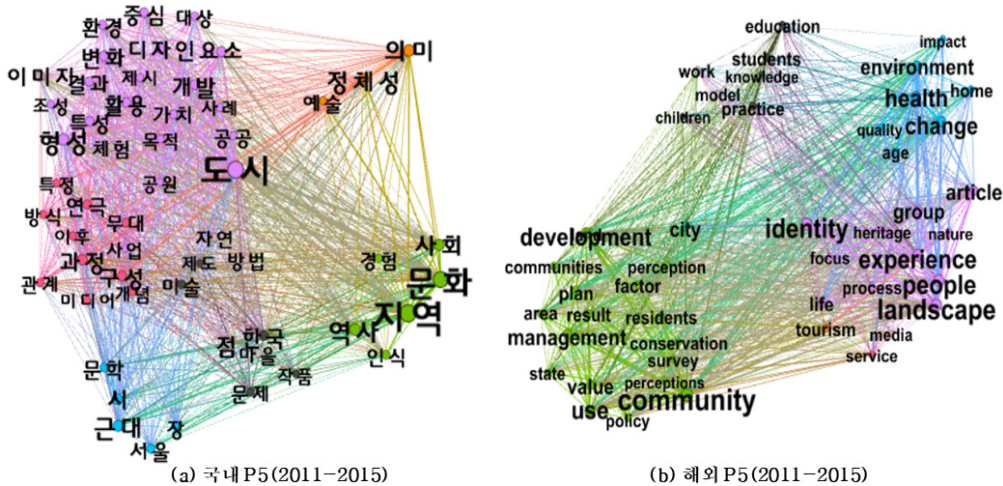 환경 중심 대상
변화 디자인 요소
이미지 결과 제시 개발
조성 활용 가치 사례
특성
형성 체험 목적 공공
도시
특정 공원
방식 연극 무대
이후 사업 자연
과정 구성 제도 방법
관계 미디어 개념 미술
의미
정체성
예술
사회
경험 문화
지역
역사
인식
한국
점 마을
작품
문제
문학
시
근대 장
서울
(a) 국내 P5(2011-2015)
education
students
work knowledge
model
practice
children
impact
environment
health home
quality change
age
article
group
identity heritage nature
focus experience
process people
life landscape
tourism media
service
development city
communities perception
plan factor
area result residents
management conservation
survey
state value perceptions
use community
policy
(b) 해외 P5(2011-2015)